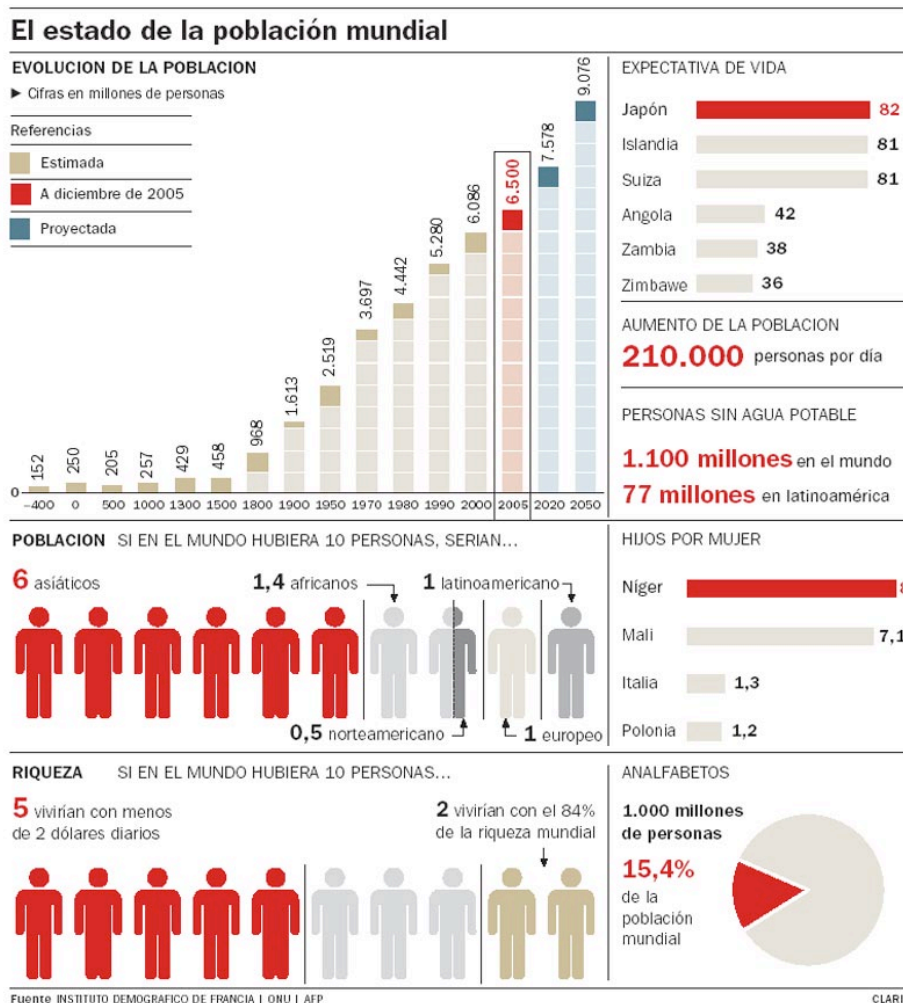 El estado de la población mundial
EVOLUCION DE LA POBLACION
► Cifras en millones de personas
Referencias
Estimada
A diciembre de 2005
Proyectada
152
250
205
257
429
458
968
1.613
2.519
3.697
4.442
5.280
6.086
6.500
7.578
9.076
0
–400 0 500 1000 1300 1500 1800 1900 1950 1970 1980 1990 2000 2005 2020 2050
EXPECTATIVA DE VIDA
Japón 82
Islandia 81
Suiza 81
Angola 42
Zambia 38
Zimbawe 36
AUMENTO DE LA POBLACION
210.000 personas por día
PERSONAS SIN AGUA POTABLE
1.100 millones en el mundo
77 millones en latinoamérica
POBLACION SI EN EL MUNDO HUBIERA 10 PERSONAS, SERIAN...
6 asiáticos
1,4 africanos
1 latinoamericano
0,5 norteamericano
1 europeo
HIJOS POR MUJER
Níger
Mali 7,1
Italia 1,3
Polonia 1,2
RIQUEZA SI EN EL MUNDO HUBIERA 10 PERSONAS...
5 vivirían con menos
de 2 dólares diarios
2 vivirían con el 84%
de la riqueza mundial
ANALFABETOS
1.000 millones
de personas
15,4%
de la
población
mundial
Fuente INSTITUTO DEMOGRAFICO DE FRANCIA | ONU | AFP
CLARI